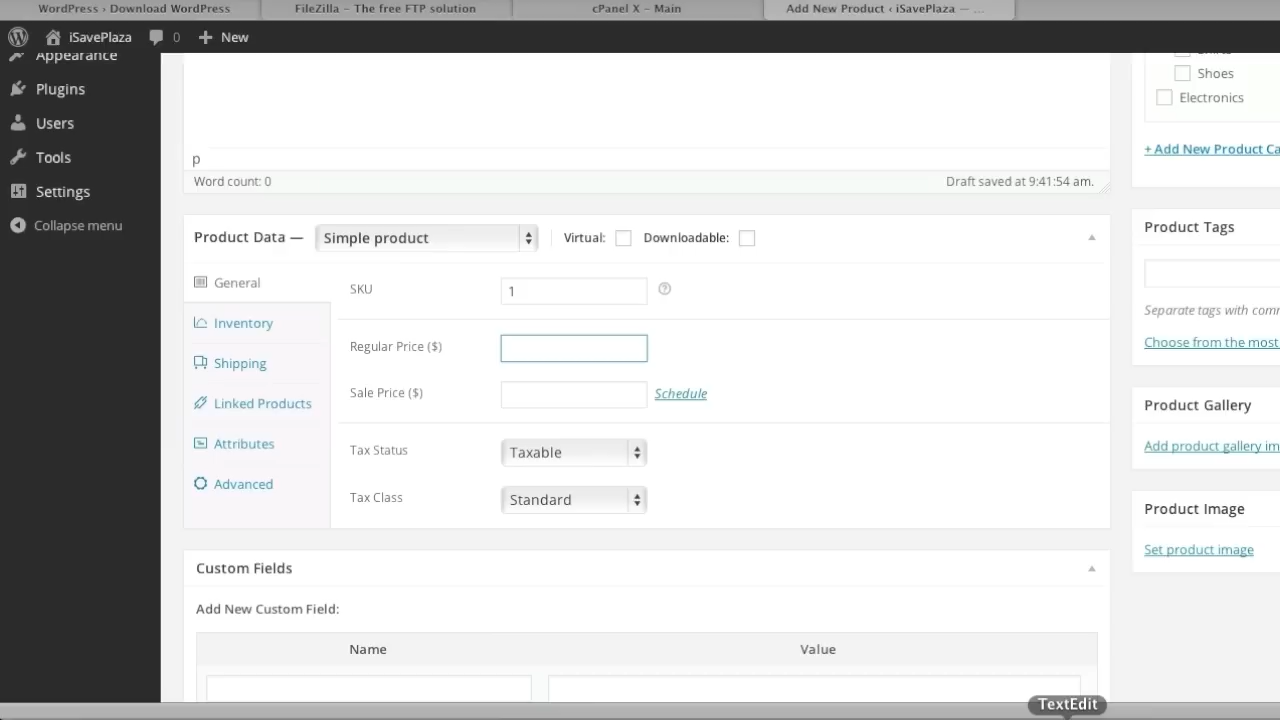 WordPress › Download WordPress
FileZilla – The free FTP solution
cPanel X – Main
Add New Product ‹ iSavePlaza — ...
iSavePlaza
0
New
Appearance
Plugins
Users
Tools
Settings
Collapse menu
p
Word count: 0
Draft saved at 9:41:54 am.
Product Data —
Simple product
Virtual:
Downloadable:
General
Inventory
Shipping
Linked Products
Attributes
Advanced
SKU
1
Regular Price ($)
Sale Price ($)
Schedule
Tax Status
Taxable
Tax Class
Standard
Custom Fields
Add New Custom Field:
Name
Value
Shoes
Electronics
+ Add New Product Ca
Product Tags
Separate tags with com
Choose from the most
Product Gallery
Add product gallery im
Product Image
Set product image
TextEdit